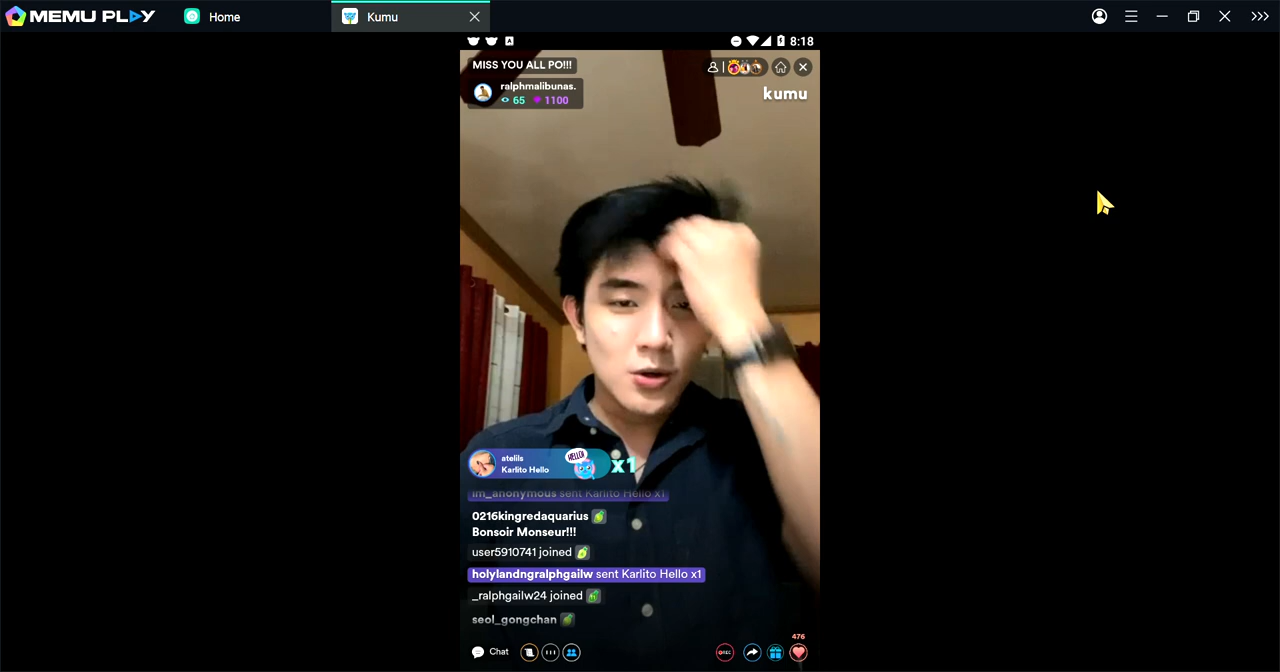 MEMU PLAY
Home
Kumu
8:18
MISS YOU ALL PO!!!
ralphmalibunas.
65 1100
kumu
atelils
Karlito Hello
HELLO!
x1
im_anonymous sent Karlito Hello x1
0216kingredaquarius
Bonsoir Monseur!!!
user5910741 joined
holylandngralphgailw sent Karlito Hello x1
_ralphgailw24 joined
seol_gongchan
476
Chat
REC